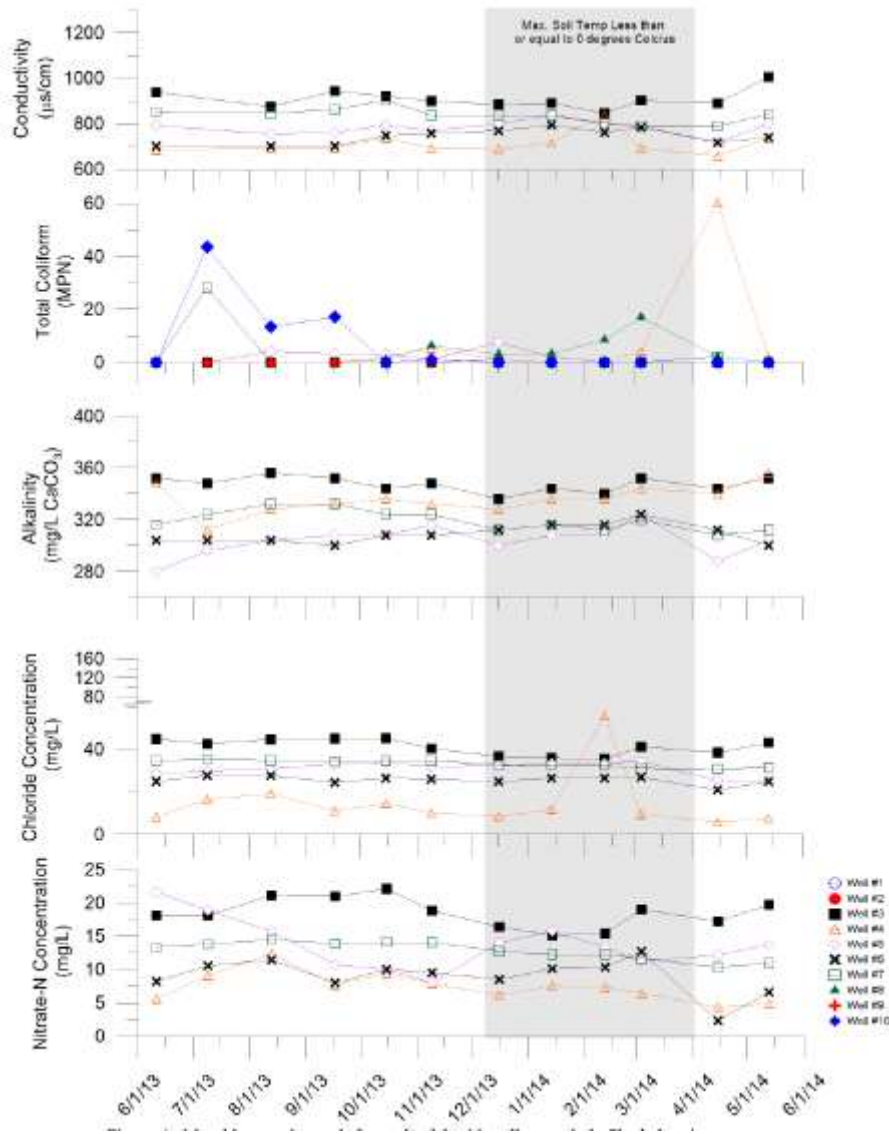 Max. Soil Temp Less than
or equal to 0 degrees Celcius
Conductivity
(µs/cm)
1200
1000
800
600
Total Coliform
(MPN)
60
40
20
0
Alkalinity
(mg/L CaCO3)
400
360
320
280
Chloride Concentration
(mg/L)
160
120
80
40
0
Nitrate-N Concentration
(mg/L)
25
20
15
10
5
0
6/1/13
7/1/13
8/1/13
9/1/13
10/1/13
11/1/13
12/1/13
1/1/14
2/1/14
3/1/14
4/1/14
5/1/14
6/1/14
Well #1
Well #2
Well #3
Well #4
Well #5
Well #6
Well #7
Well #8
Well #9
Well #10